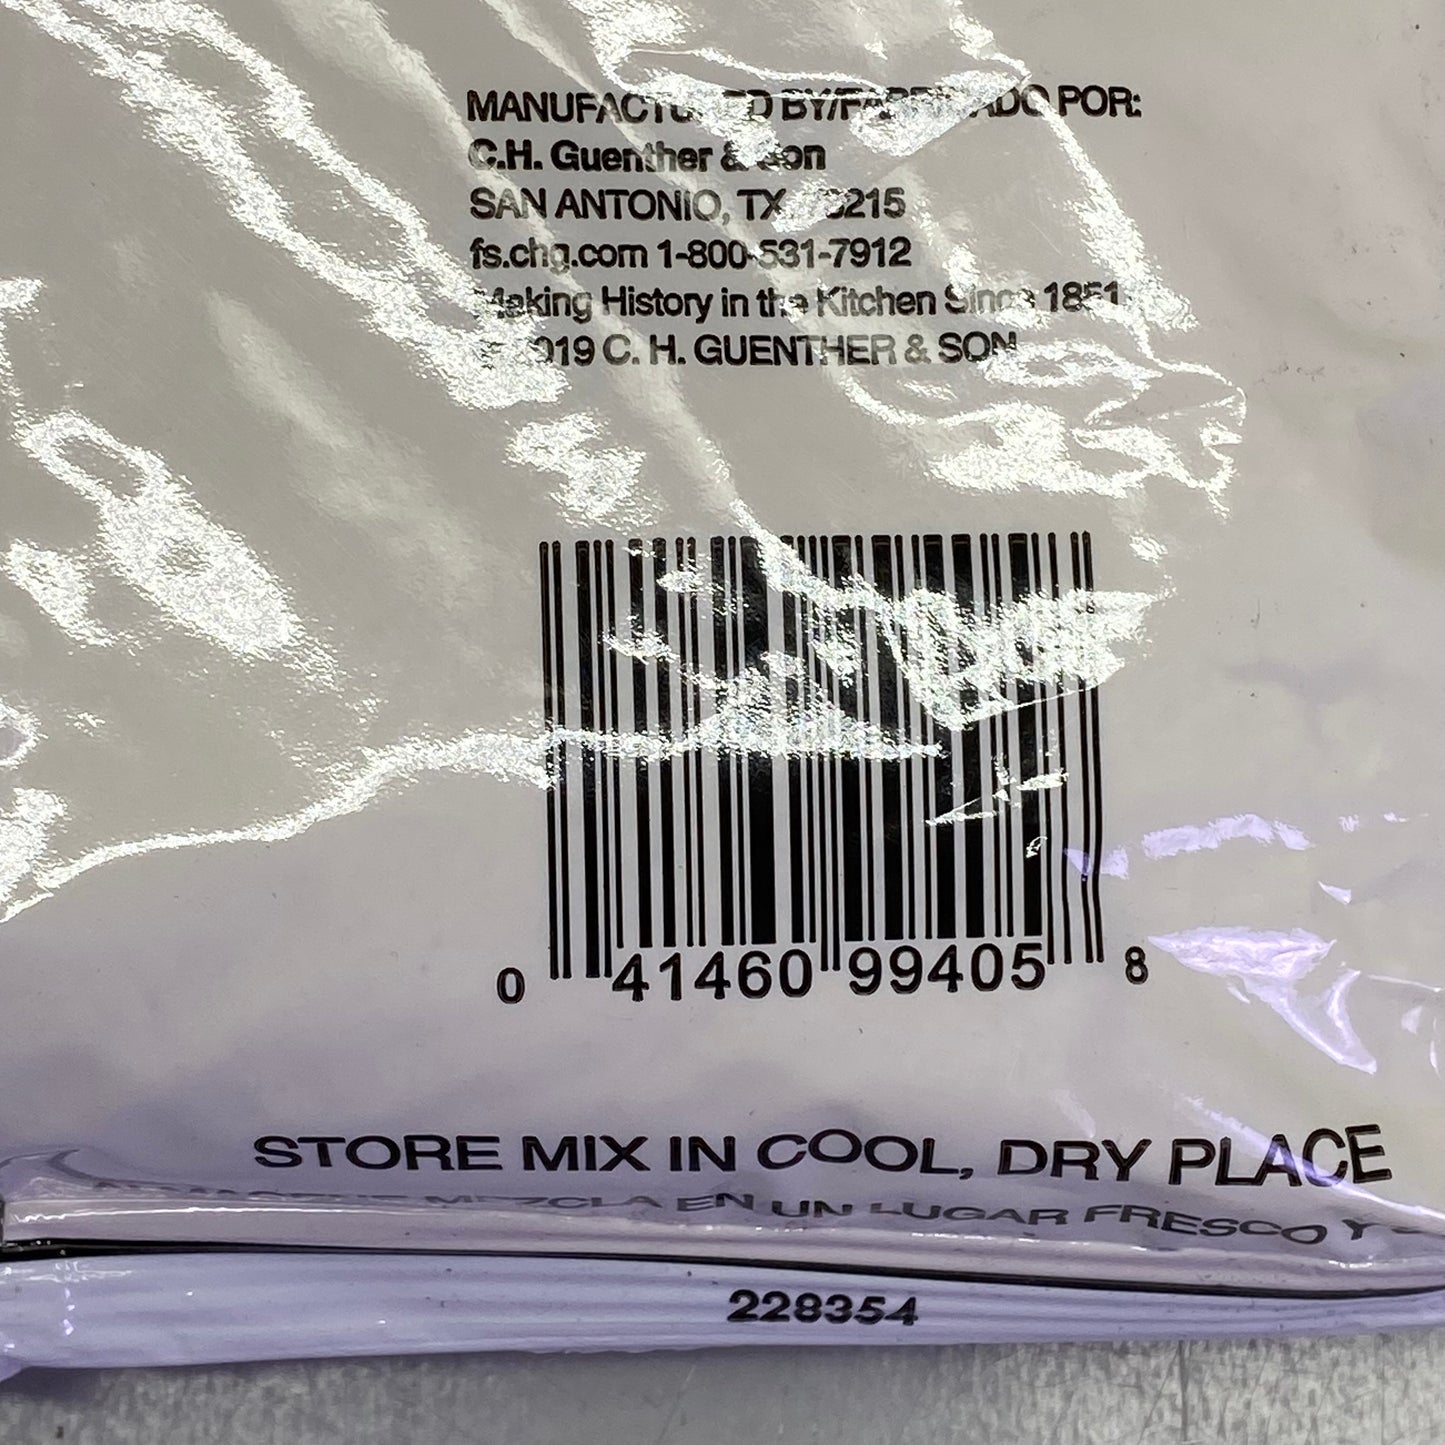 MANUFACTURED BY/FABRICADO POR:
C.H. Guenther & Son
SAN ANTONIO, TX 78215
fs.chg.com 1-800-531-7912
Making History in the Kitchen Since 1851
2019 C. H. GUENTHER & SON
0 41460 99405 8
STORE MIX IN COOL, DRY PLACE
MEZCLA EN UN LUGAR FRESCO Y
228354